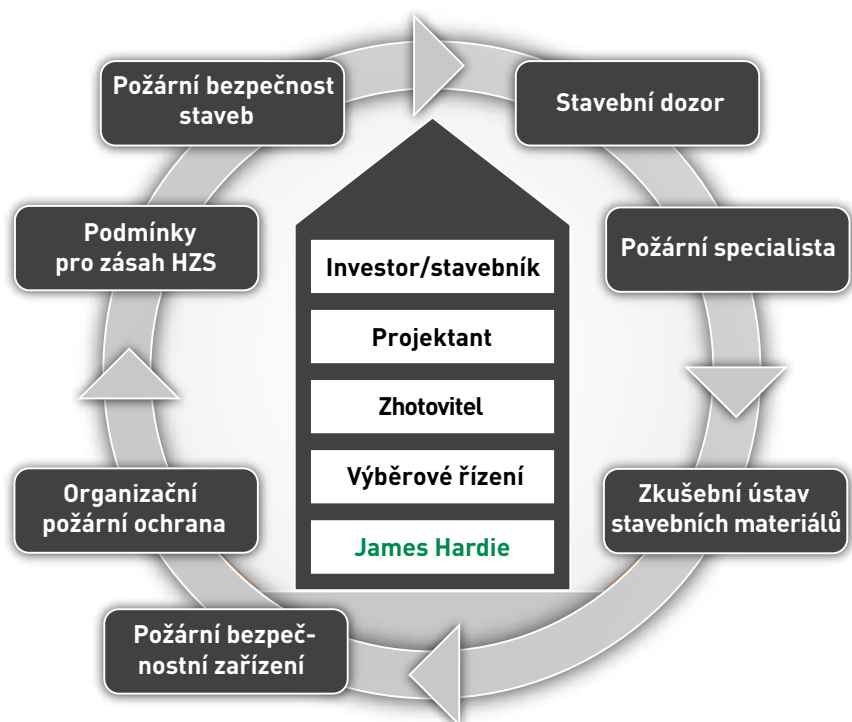 Požární bezpečnost
staveb
Stavební dozor
Podmínky
pro zásah HZS
Požární specialista
Investor/stavebník
Projektant
Zhotovitel
Výběrové řízení
James Hardie
Organizační
požární ochrana
Zkušební ústav
stavebních materiálů
Požární bezpeč-
nostní zařízení